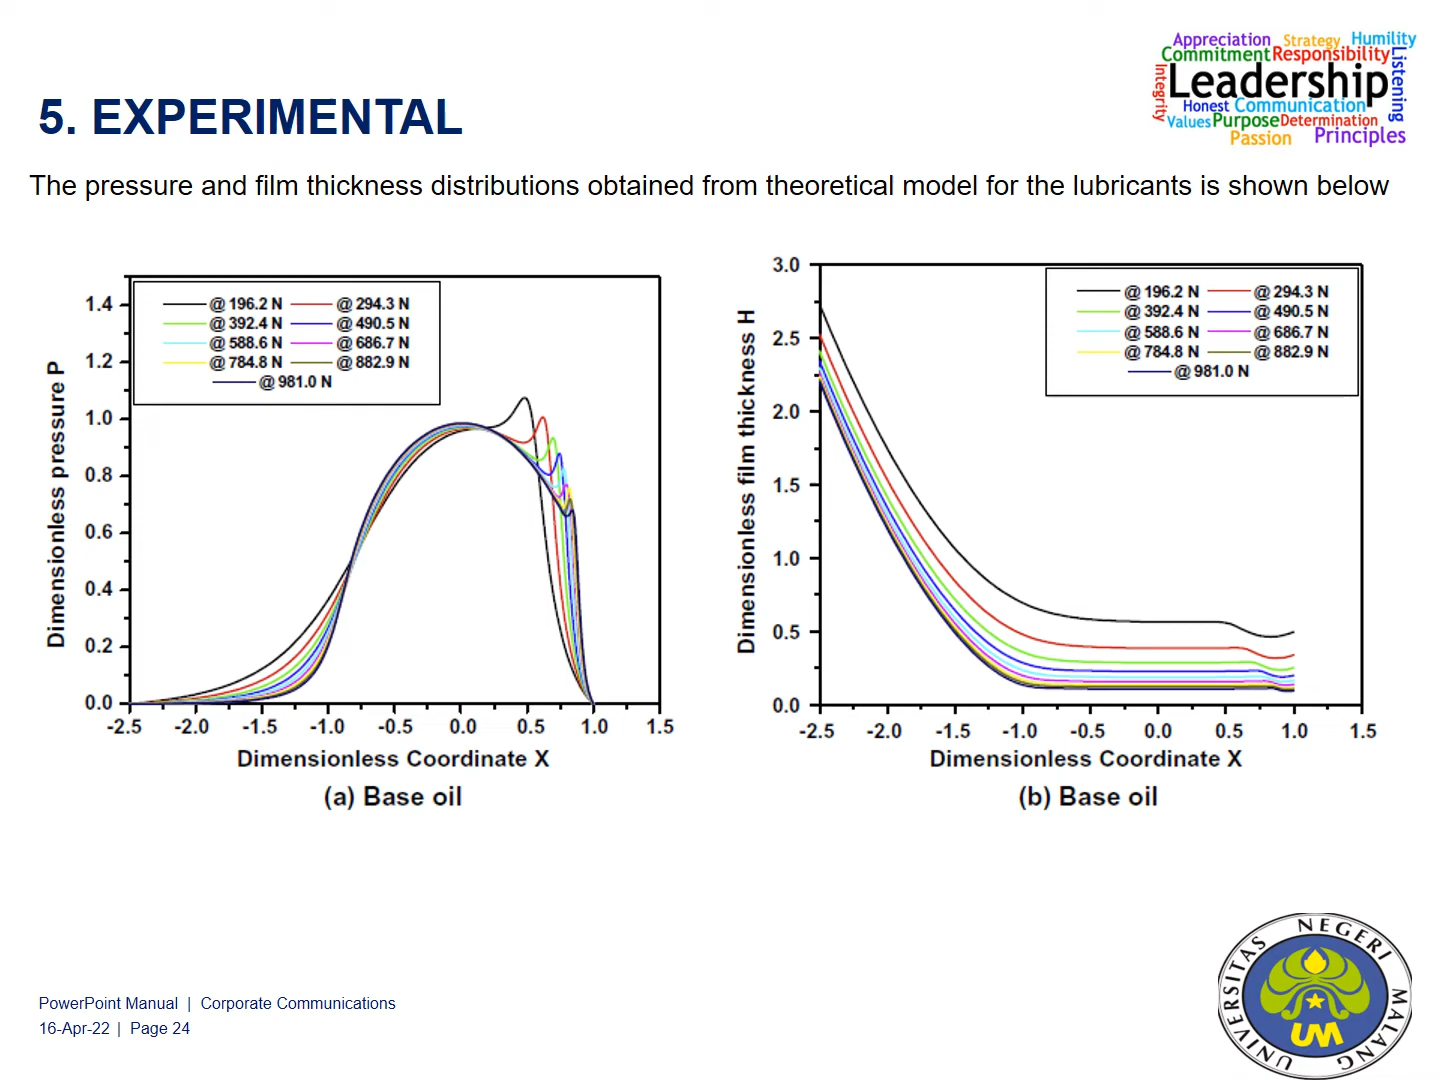 Appreciation Strategy Humility
Commitment Responsibility
Integrity
Leadership
Listening
Honest Communication
Values Purpose Determination
Passion Principles
5. EXPERIMENTAL
The pressure and film thickness distributions obtained from theoretical model for the lubricants is shown below
@ 196.2 N @ 294.3 N
@ 392.4 N @ 490.5 N
@ 588.6 N @ 686.7 N
@ 784.8 N @ 882.9 N
@ 981.0 N
Dimensionless pressure P
1.4
1.2
1.0
0.8
0.6
0.4
0.2
0.0
-2.5 -2.0 -1.5 -1.0 -0.5 0.0 0.5 1.0 1.5
Dimensionless Coordinate X
(a) Base oil
@ 196.2 N @ 294.3 N
@ 392.4 N @ 490.5 N
@ 588.6 N @ 686.7 N
@ 784.8 N @ 882.9 N
@ 981.0 N
Dimensionless film thickness H
3.0
2.5
2.0
1.5
1.0
0.5
0.0
-2.5 -2.0 -1.5 -1.0 -0.5 0.0 0.5 1.0 1.5
Dimensionless Coordinate X
(b) Base oil
PowerPoint Manual | Corporate Communications
16-Apr-22 | Page 24
UNIVERSITAS NEGERI MALANG
UM